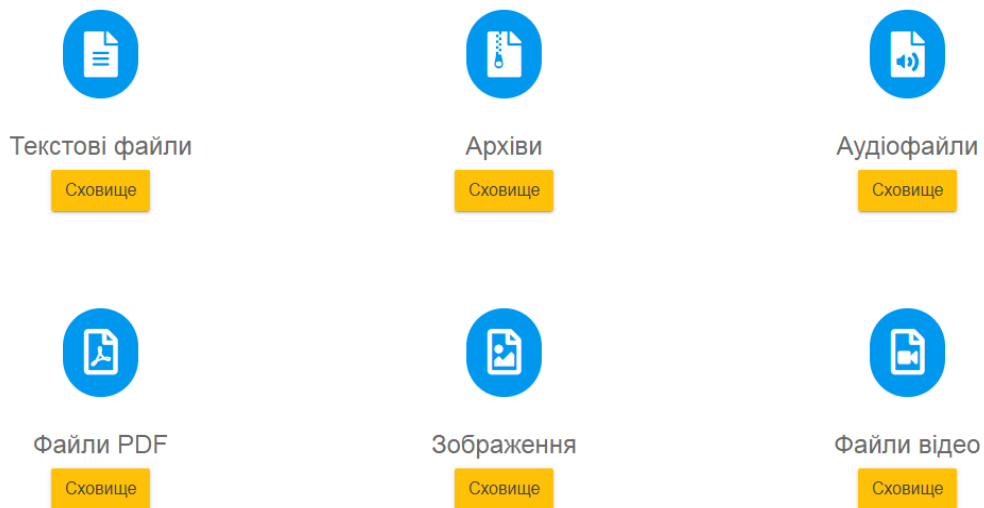 Текстові файли
Архіви
Аудіофайли
Сховище
Сховище
Сховище
Файли PDF
Зображення
Файли відео
Сховище
Сховище
Сховище